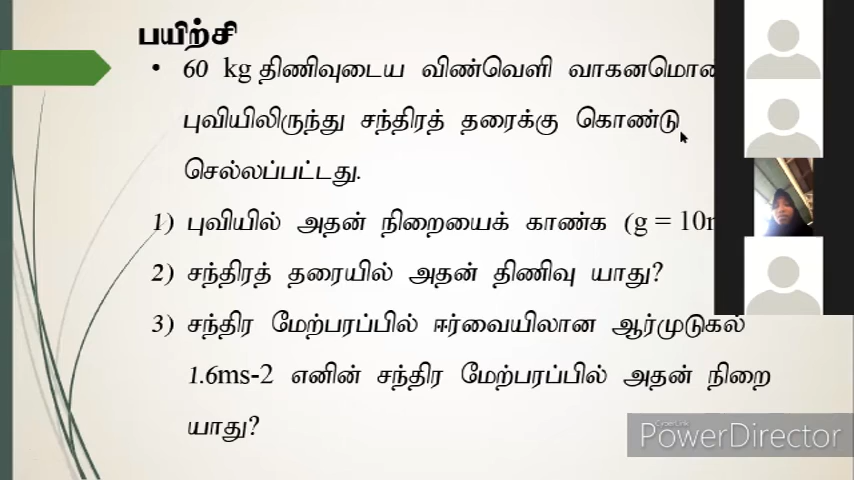 பயிற்சி
• 60 kg திணிவுடைய விண்வெளி
புவியிலிருந்து சந்திரத் தரைக்கு கொண்டு
செல்லப்பட்டது.
1) புவியில் அதன் நிறையைக் காண்க (g = 10
2) சந்திரத் தரையில் அதன் திணிவு யாது?
3) சந்திர மேற்பரப்பில் ஈர்வையிலான ஆர்முடுகல்
1.6ms-2 எனின் சந்திர மேற்பரப்பில் அதன் நிறை
யாது?
CyberLink
PowerDirector